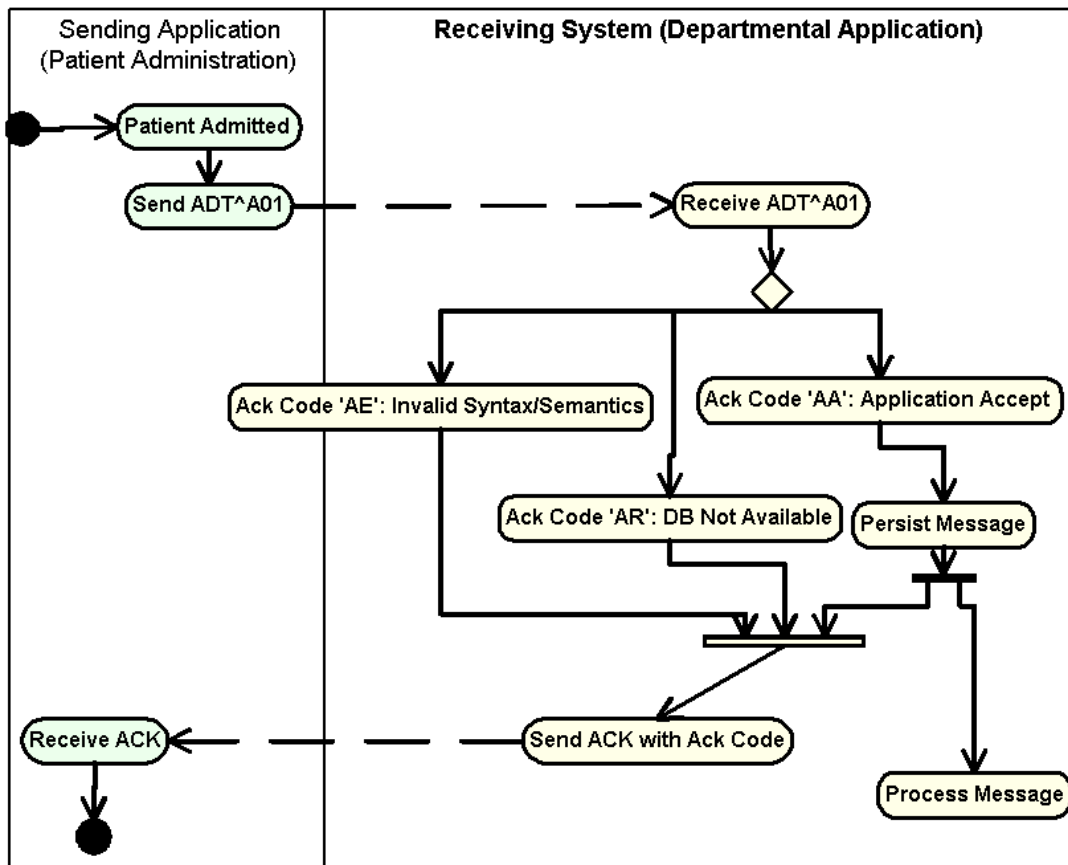 Sending Application
(Patient Administration)
Receiving System (Departmental Application)
Patient Admitted
Send ADT^A01
Receive ADT^A01
Ack Code 'AE': Invalid Syntax/Semantics
Ack Code 'AA': Application Accept
Ack Code 'AR': DB Not Available
Persist Message
Receive ACK
Send ACK with Ack Code
Process Message